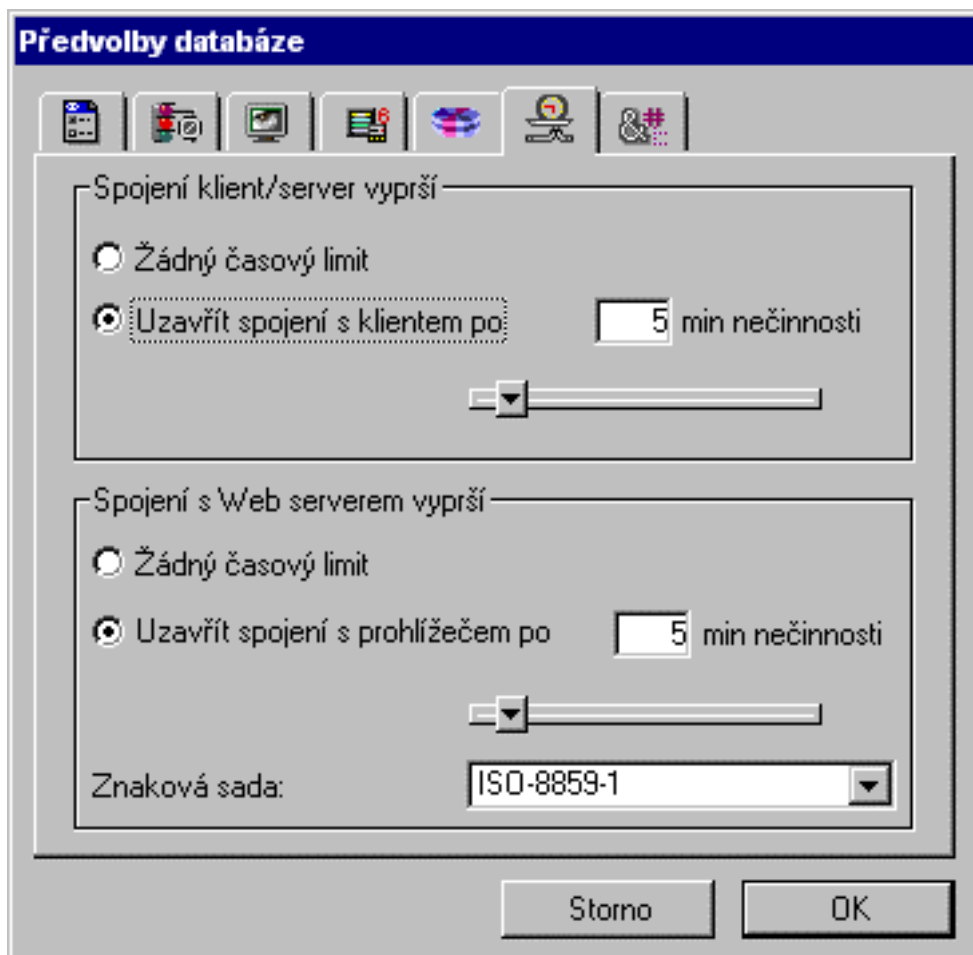 Předvolby databáze
Spojení klient/server vyprší
Žádný časový limit
Uzavřít spojení s klientem po 5 min nečinnosti
Spojení s Web serverem vyprší
Žádný časový limit
Uzavřít spojení s prohlížečem po 5 min nečinnosti
Znaková sada: ISO-8859-1
Storno OK